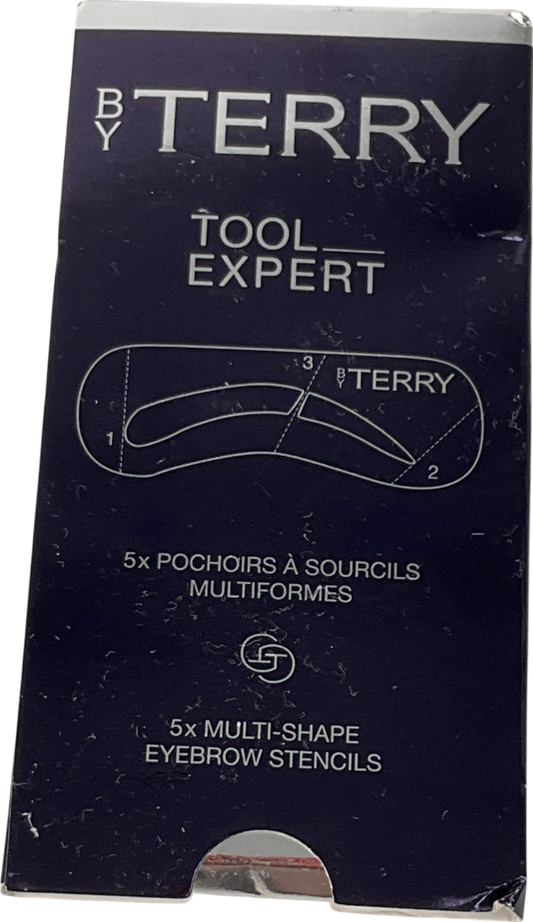 BY TERRY
TOOL
EXPERT
3
BY TERRY
1
2
5x POCHOIRS À SOURCILS
MULTIFORMES
5x MULTI-SHAPE
EYEBROW STENCILS